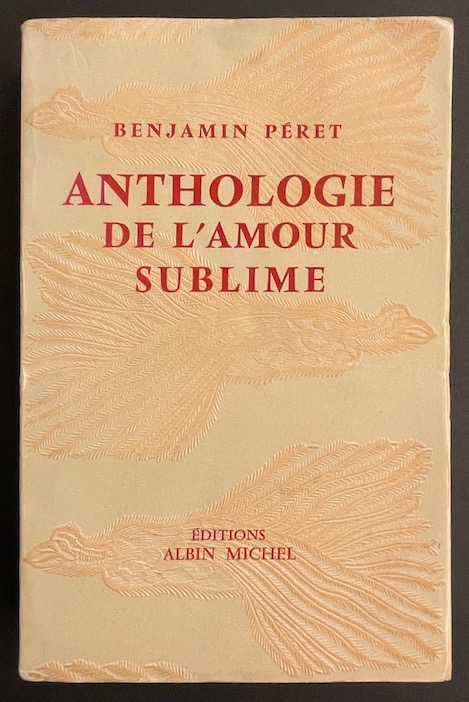 BENJAMIN PÉRET
ANTHOLOGIE
DE L'AMOUR
SUBLIME
ÉDITIONS
ALBIN MICHEL